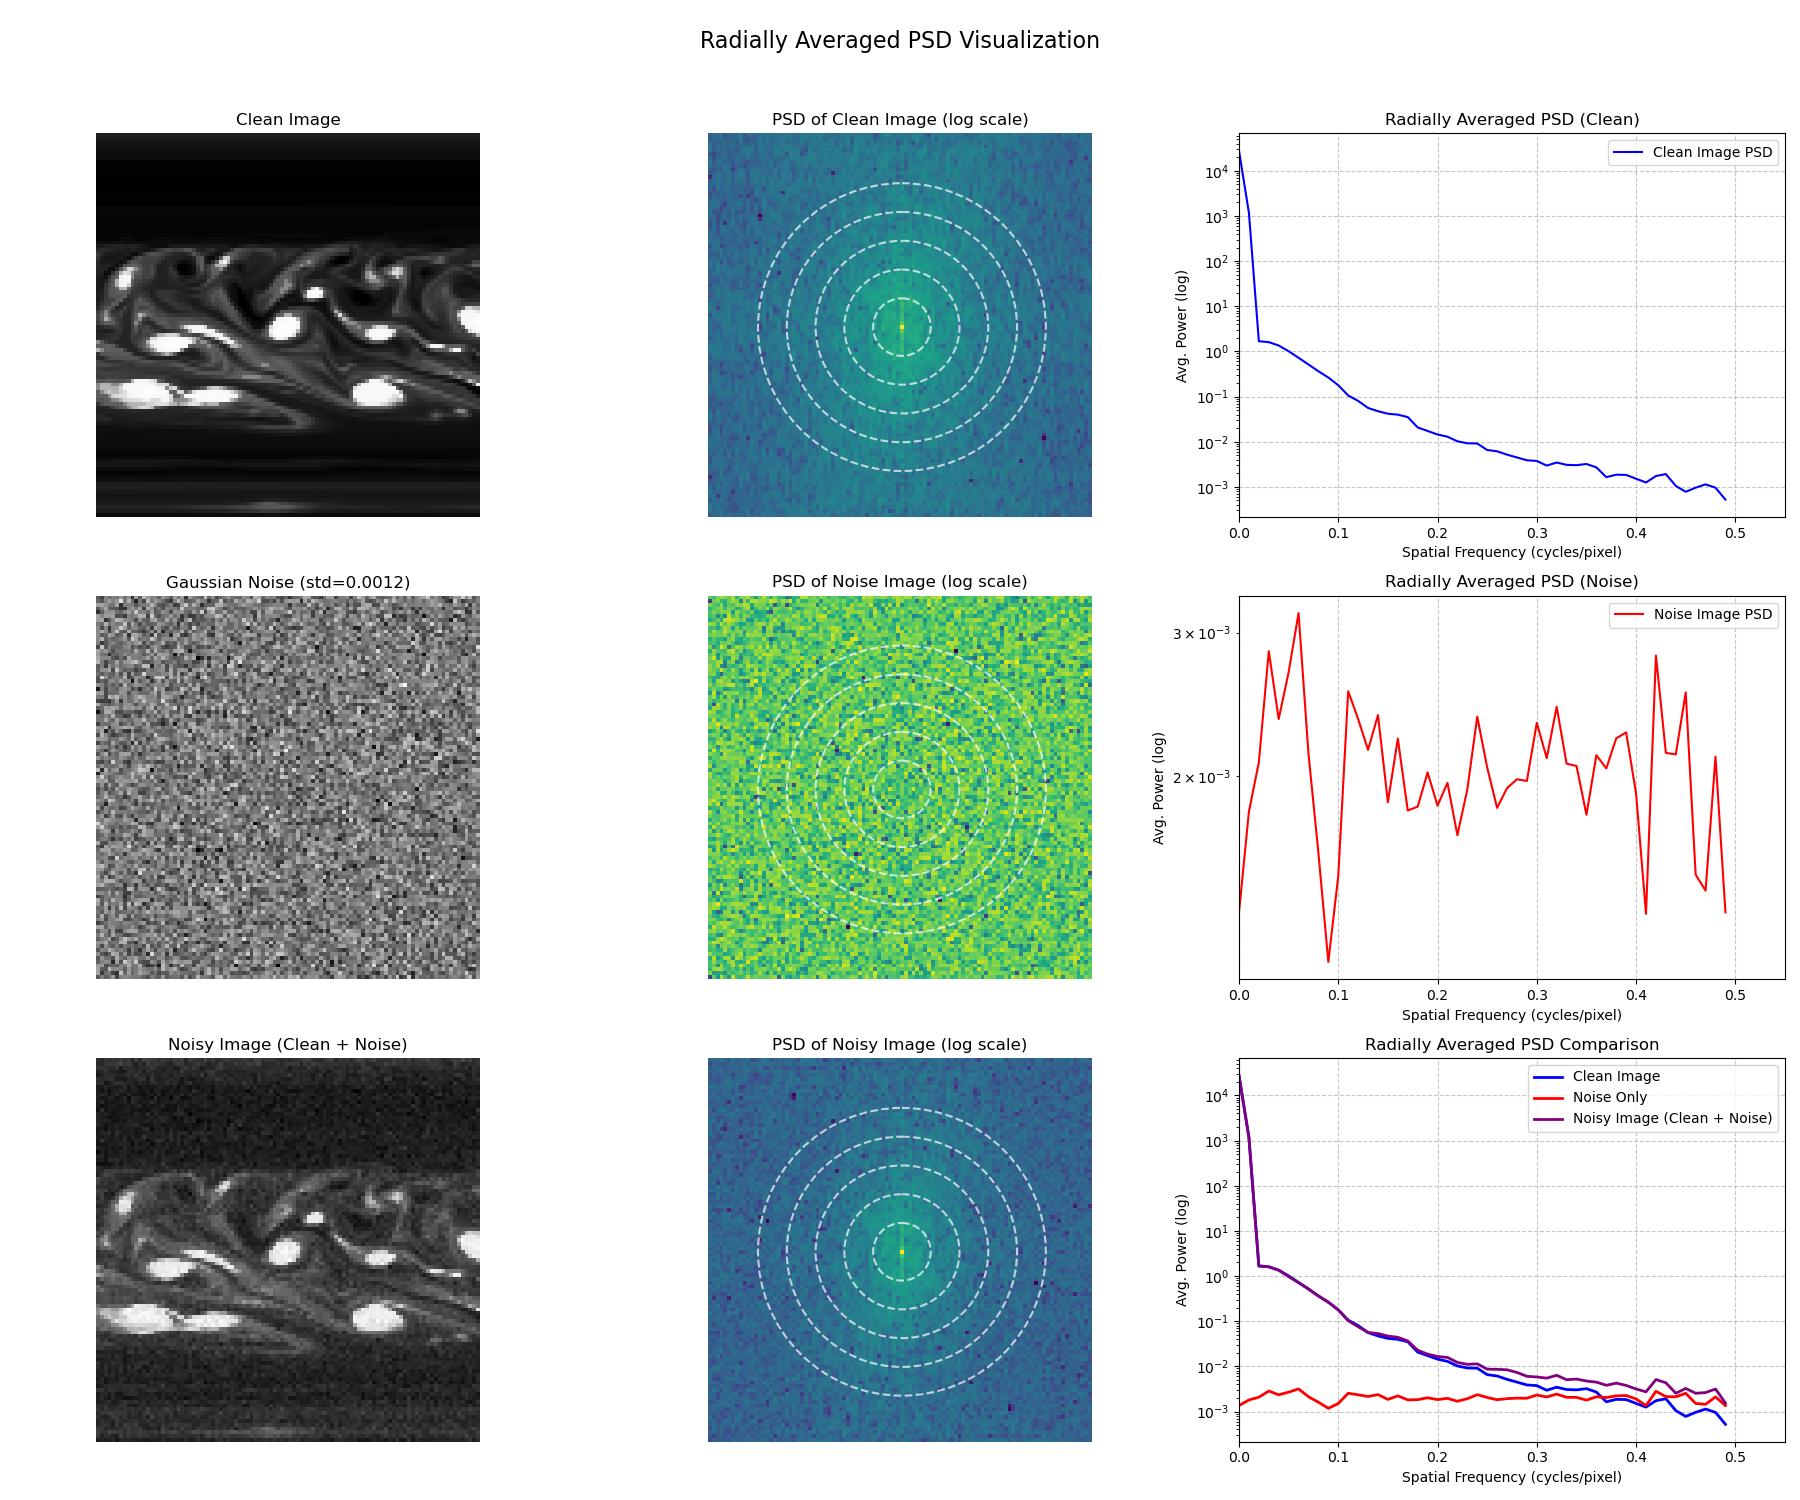 Radially Averaged PSD Visualization
Clean Image
PSD of Clean Image (log scale)
Radially Averaged PSD (Clean)
Clean Image PSD
Avg. Power (log)
10⁴
10³
10²
10¹
10⁰
10⁻¹
10⁻²
10⁻³
0.0 0.1 0.2 0.3 0.4 0.5
Spatial Frequency (cycles/pixel)
Gaussian Noise (std=0.0012)
PSD of Noise Image (log scale)
Radially Averaged PSD (Noise)
Noise Image PSD
Avg. Power (log)
3 × 10⁻³
2 × 10⁻³
0.0 0.1 0.2 0.3 0.4 0.5
Spatial Frequency (cycles/pixel)
Noisy Image (Clean + Noise)
PSD of Noisy Image (log scale)
Radially Averaged PSD Comparison
Clean Image
Noise Only
Noisy Image (Clean + Noise)
Avg. Power (log)
10⁴
10³
10²
10¹
10⁰
10⁻¹
10⁻²
10⁻³
0.0 0.1 0.2 0.3 0.4 0.5
Spatial Frequency (cycles/pixel)